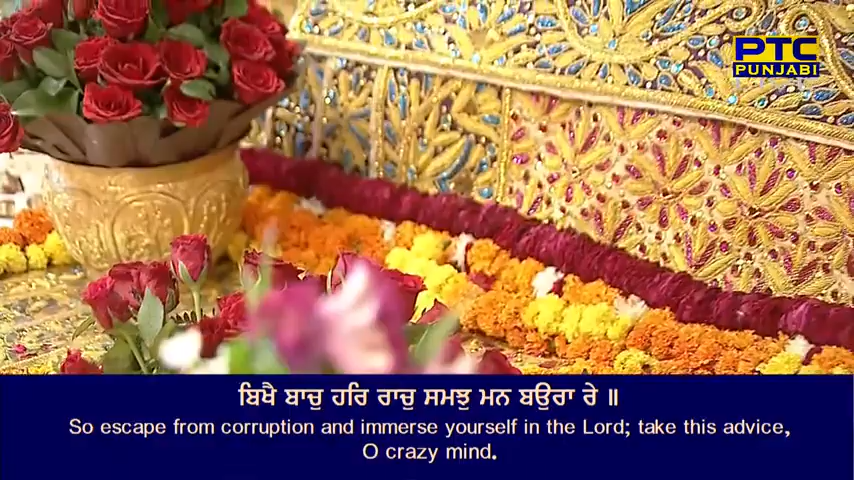 PTC
PUNJABI
ਬਿਖੈ ਬਾਚੁ ਹਰਿ ਰਾਚੁ ਸਮਝੁ ਮਨ ਬਉਰਾ ਰੇ ॥
So escape from corruption and immerse yourself in the Lord; take this advice,
O crazy mind.